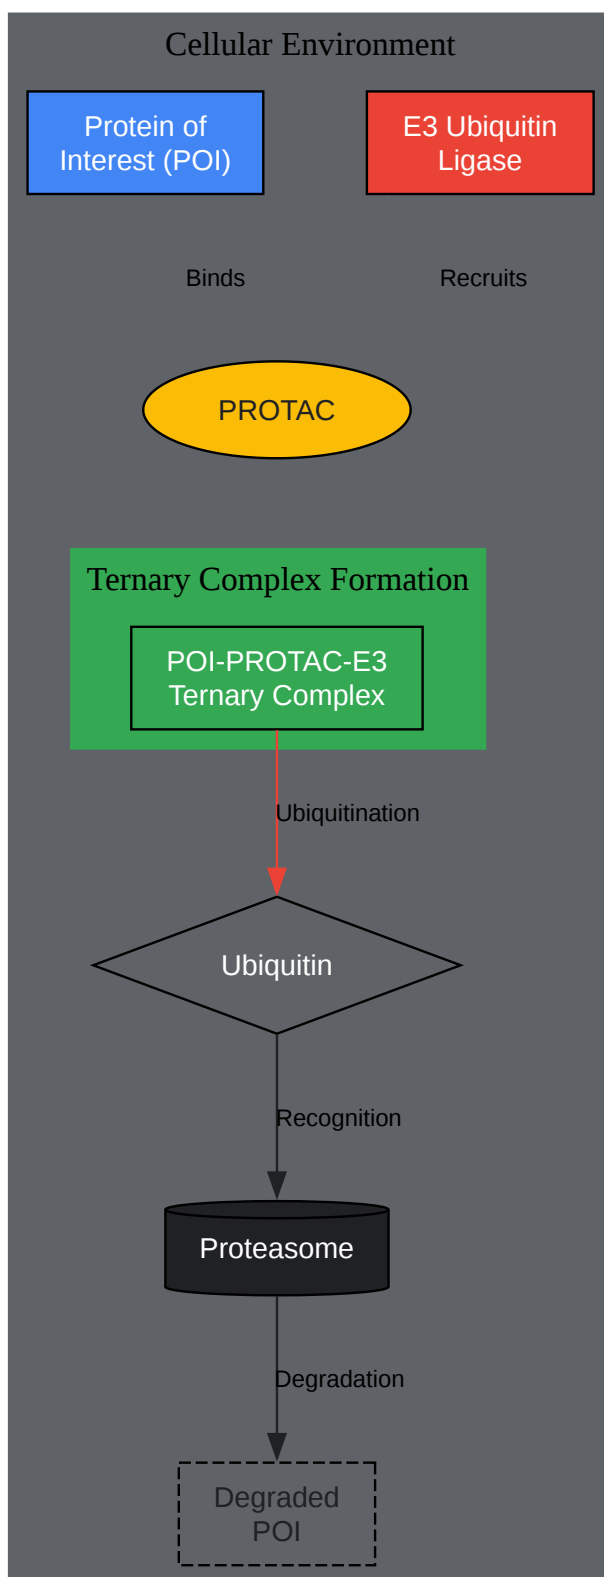 Cellular Environment
Protein of
Interest (POI)
E3 Ubiquitin
Ligase
Binds
Recruits
PROTAC
Ternary Complex Formation
POI-PROTAC-E3
Ternary Complex
Ubiquitination
Ubiquitin
Recognition
Proteasome
Degradation
Degraded
POI